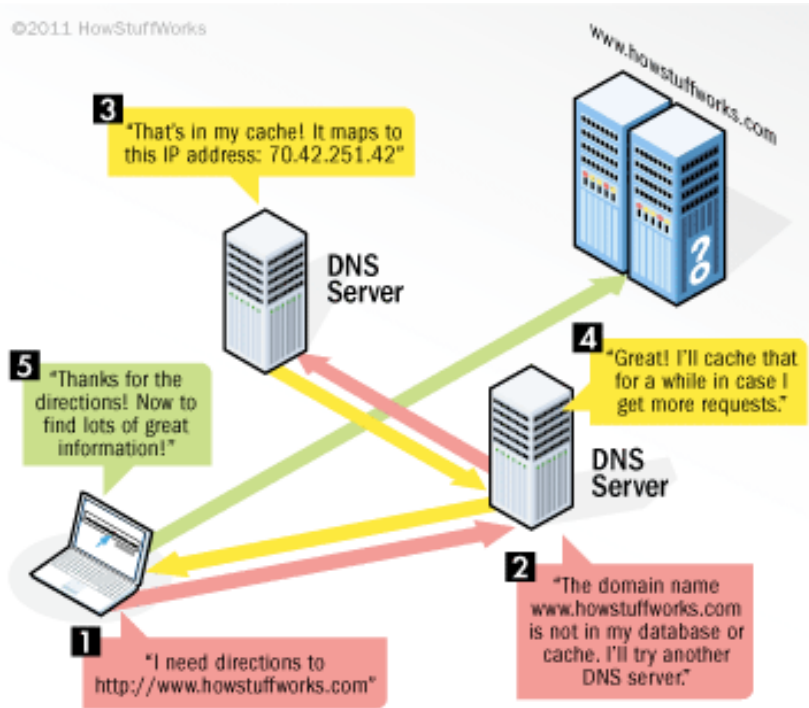 ©2011 HowStuffWorks
www.howstuffworks.com
3
"That's in my cache! It maps to
this IP address: 70.42.251.42"
DNS
Server
?
4
"Great! I'll cache that
for a while in case I
get more requests."
5
"Thanks for the
directions! Now to
find lots of great
information!"
DNS
Server
2
"The domain name
www.howstuffworks.com
is not in my database or
cache. I'll try another
DNS server."
1
"I need directions to
http://www.howstuffworks.com"